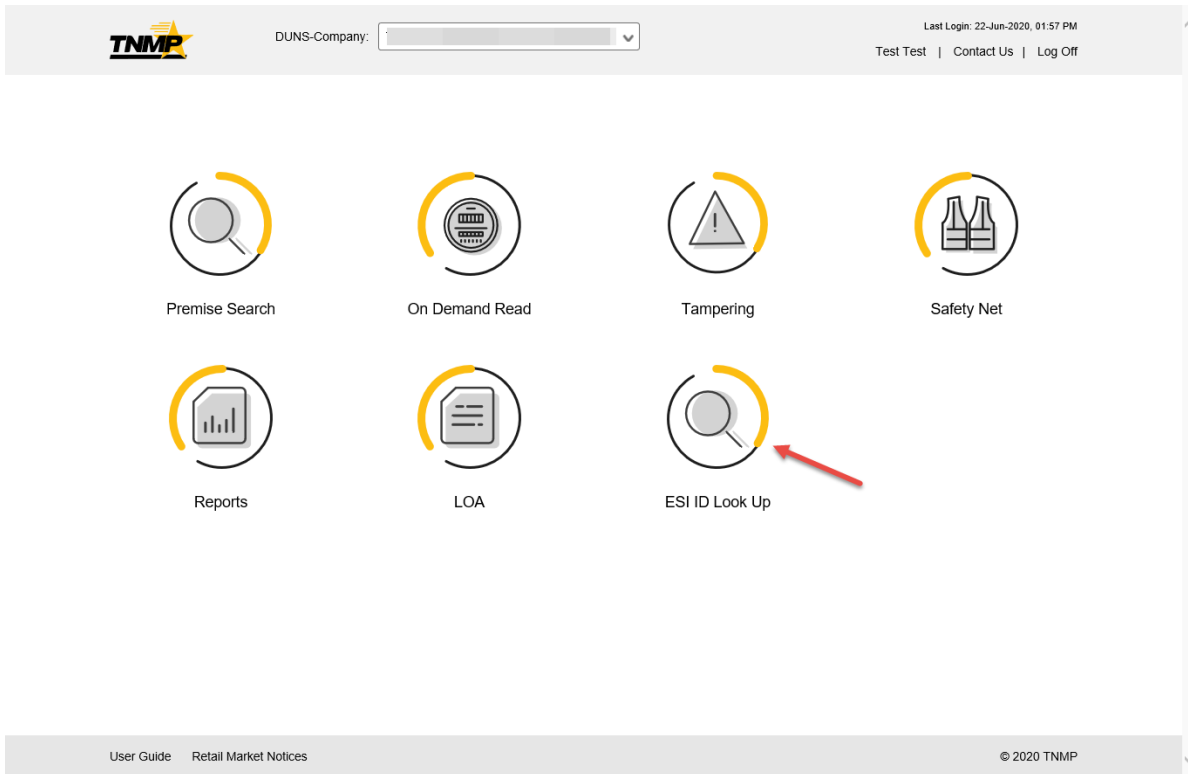 TNMP
DUNS-Company:
Last Login: 22-Jun-2020, 01:57 PM
Test Test | Contact Us | Log Off
Premise Search
On Demand Read
Tampering
Safety Net
Reports
LOA
ESI ID Look Up
User Guide
Retail Market Notices
© 2020 TNMP